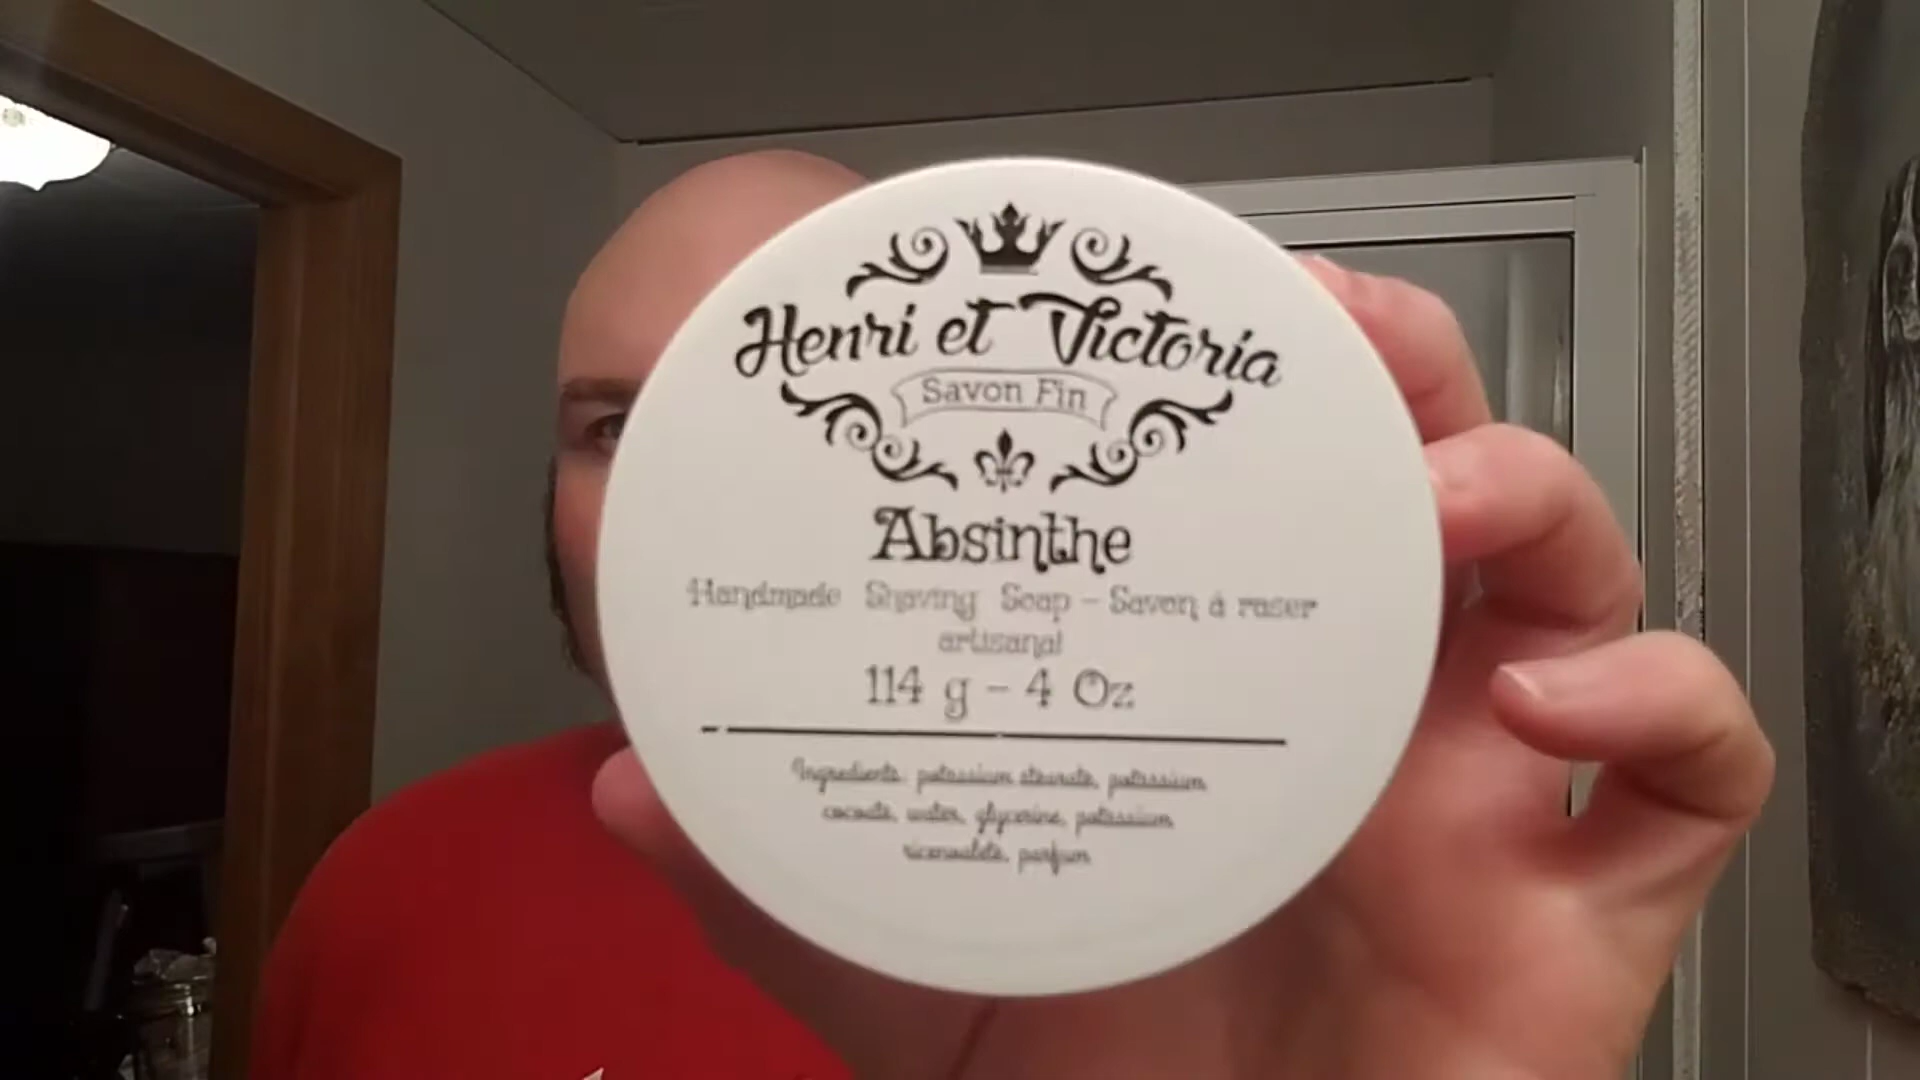 Henri et Victoria
Savon Fin
Absinthe
Handmade Shaving Soap - Savon à raser
artisanal
114 g - 4 Oz
Ingredients: potassium stearate, potassium
cocoate, water, glycerine, potassium
ricenoalete, parfum